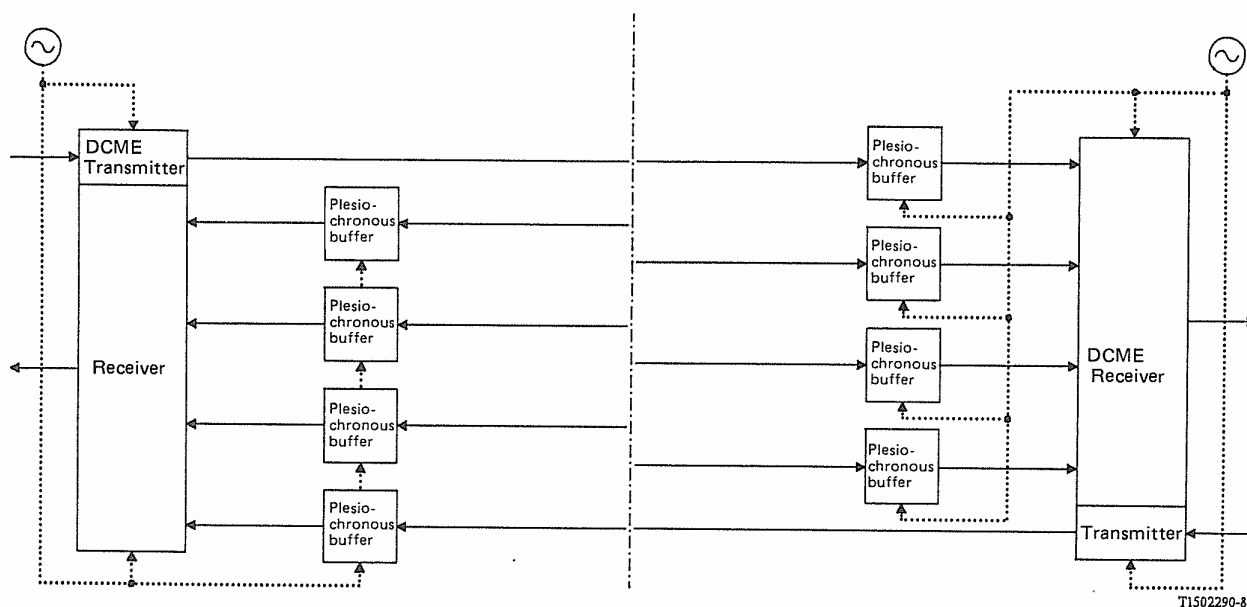 DCME
Transmitter
Receiver
Plesio-
chronous
buffer
Plesio-
chronous
buffer
Plesio-
chronous
buffer
Plesio-
chronous
buffer
Plesio-
chronous
buffer
Plesio-
chronous
buffer
Plesio-
chronous
buffer
Plesio-
chronous
buffer
DCME
Receiver
Transmitter
T1502290-8